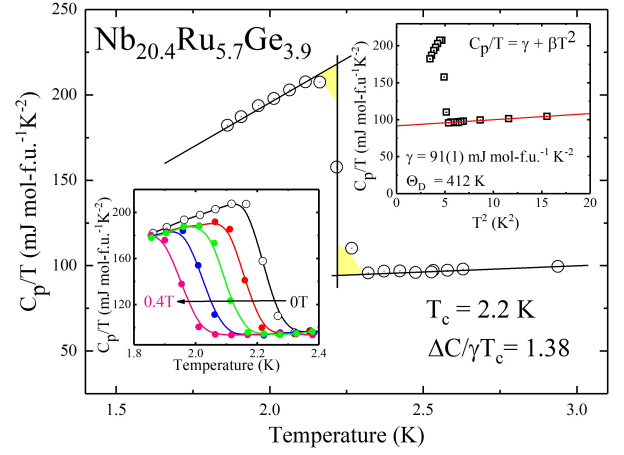 Nb20.4Ru5.7Ge3.9
Cp/T (mJ mol-f.u.-1K-2)
250
200
150
100
50
1.5
2.0
2.5
3.0
Temperature (K)
Tc = 2.2 K
ΔC/γTc= 1.38
Cp/T = γ + βT2
Cp/T (mJ mol-f.u-1K-2)
200
150
100
50
0
0
5
10
15
20
T2 (K2)
γ = 91(1) mJ mol-f.u.-1 K-2
ΘD = 412 K
Cp/T (mJ mol-f.u.-1K-2)
200
160
120
1.8
2.0
2.2
2.4
Temperature (K)
0.4T
0T